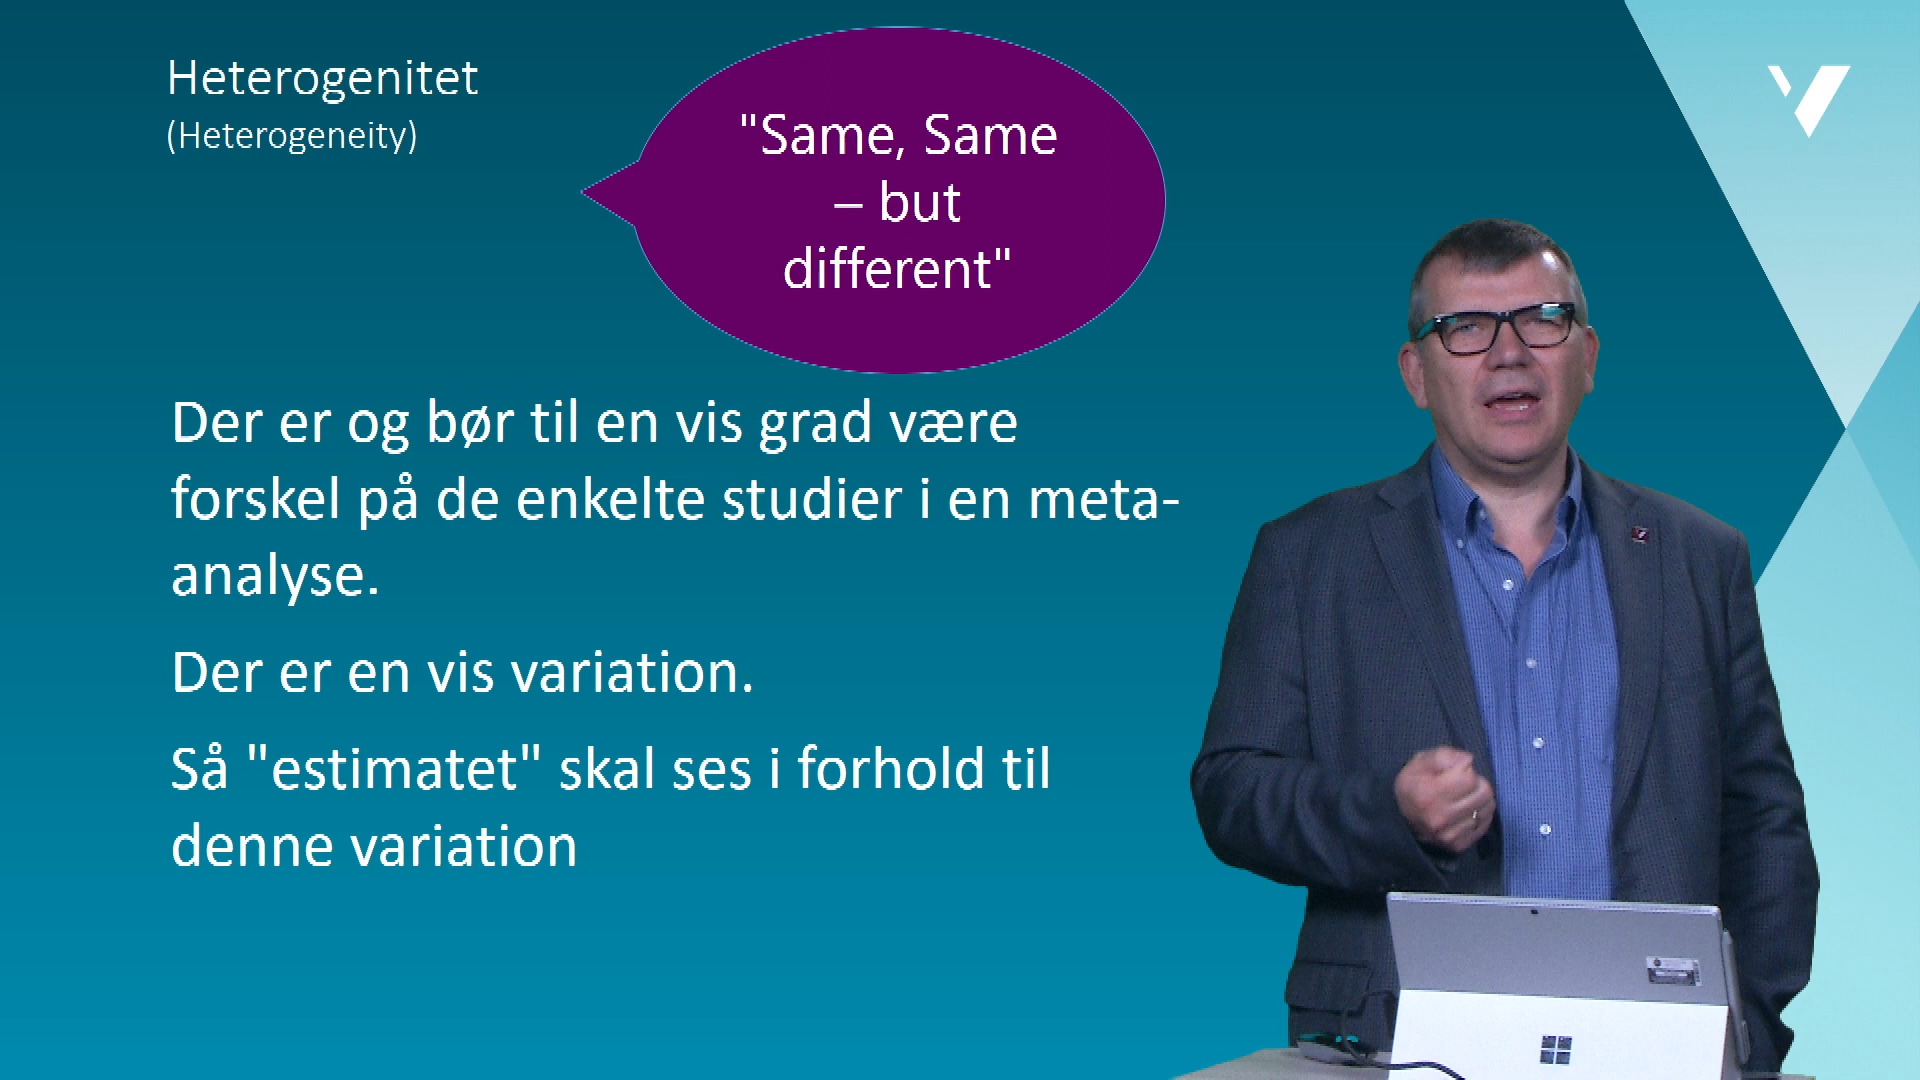 Heterogenitet
(Heterogeneity)
"Same, Same
– but
different"
Der er og bør til en vis grad være
forskel på de enkelte studier i en meta-
analyse.
Der er en vis variation.
Så "estimatet" skal ses i forhold til
denne variation